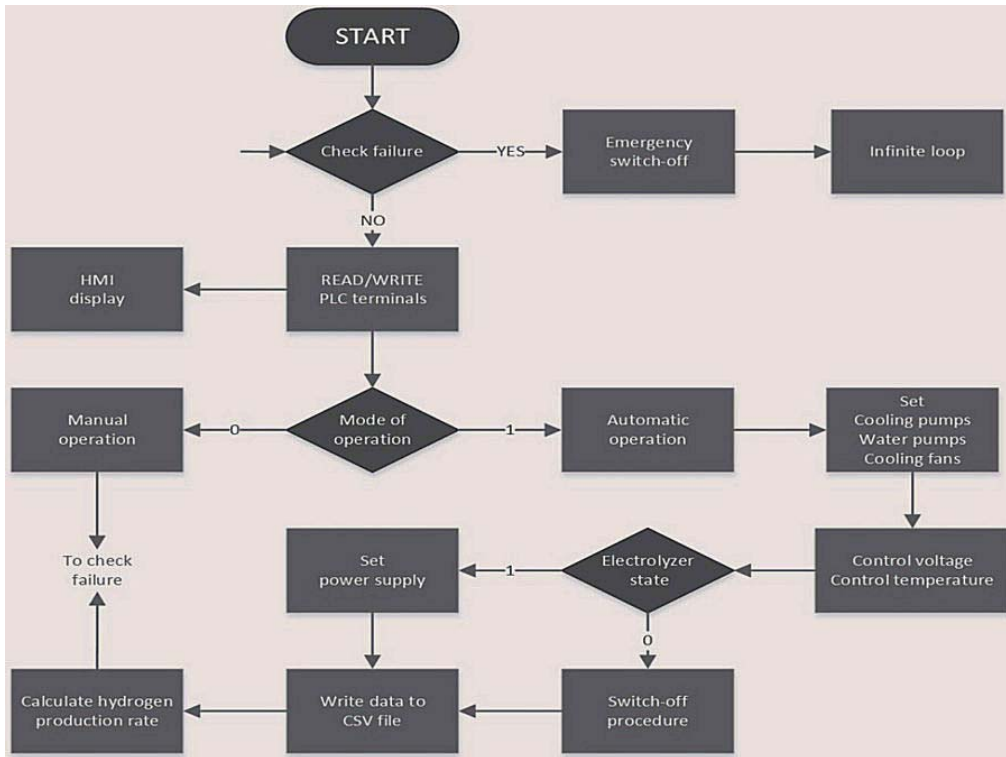 START
Check failure
YES
Emergency
switch-off
Infinite loop
NO
HMI
display
READ/WRITE
PLC terminals
Manual
operation
0
Mode of
operation
1
Automatic
operation
Set
Cooling pumps
Water pumps
Cooling fans
To check
failure
Set
power supply
1
Electrolyzer
state
Control voltage
Control temperature
0
Calculate hydrogen
production rate
Write data to
CSV file
Switch-off
procedure